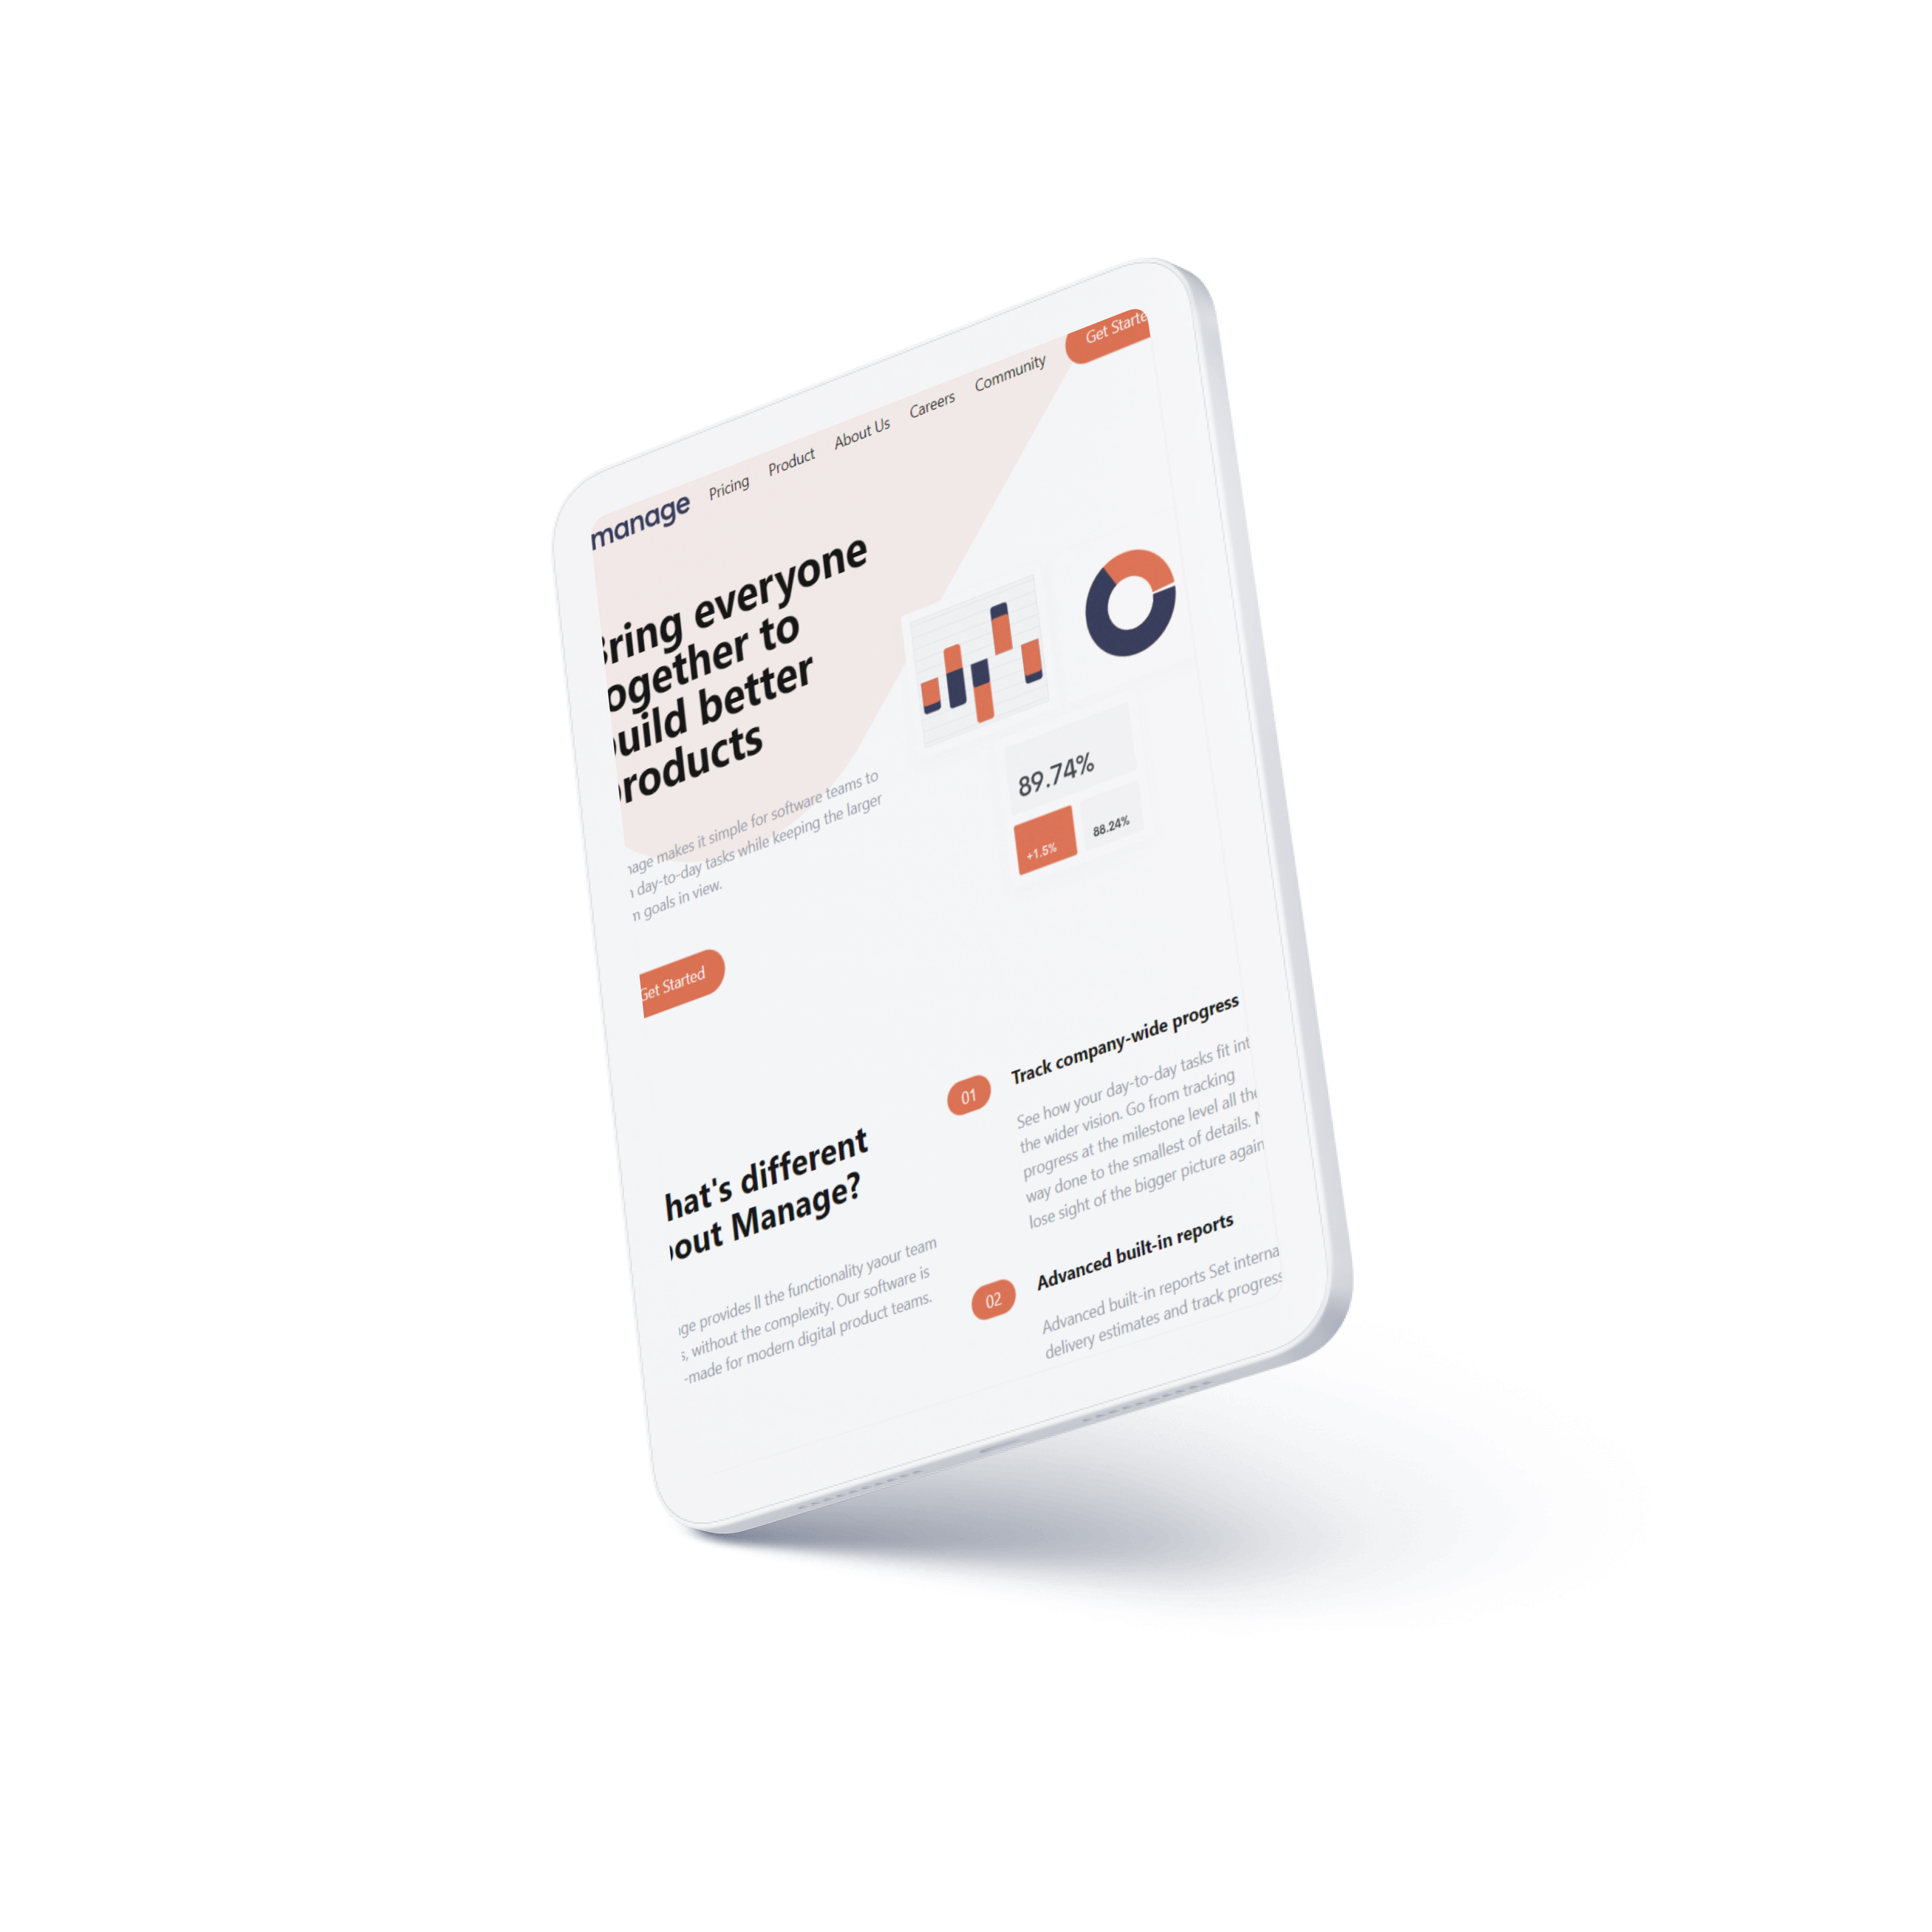 manage Pricing Product About Us Careers Community Get Starte
ring everyone
ogether to
uild better
roducts
nage makes it simple for software teams to
day-to-day tasks while keeping the larger
n goals in view.
Get Started
89.74%
+1.5% 88.24%
hat's different
out Manage?
ge provides ll the functionality yaour team
s, without the complexity. Our software is
-made for modern digital product teams.
01 Track company-wide progress
See how your day-to-day tasks fit int
the wider vision. Go from tracking
progress at the milestone level all the
way done to the smallest of details. N
lose sight of the bigger picture again
02 Advanced built-in reports
Advanced built-in reports Set interna
delivery estimates and track progress